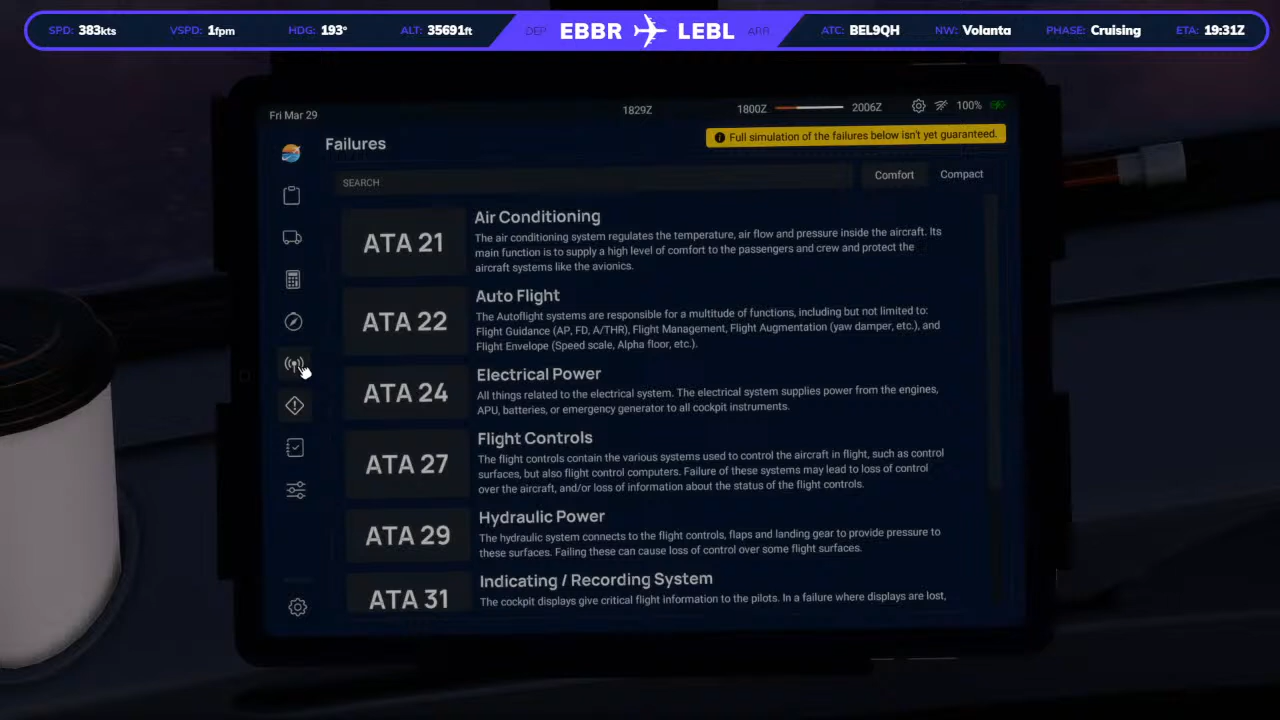 SPD: 383kts VSPD: 1fpm HDG: 193° ALT: 35691ft DEP EBBR LEBL ARR ATC: BEL9QH NW: Volanta PHASE: Cruising ETA: 19:31Z
Fri Mar 29 1829Z 1800Z 2006Z 100%
Failures
Full simulation of the failures below isn't yet guaranteed.
SEARCH Comfort Compact
ATA 21
Air Conditioning
The air conditioning system regulates the temperature, air flow and pressure inside the aircraft. Its
main function is to supply a high level of comfort to the passengers and crew and protect the
aircraft systems like the avionics.
ATA 22
Auto Flight
The Autoflight systems are responsible for a multitude of functions, including but not limited to:
Flight Guidance (AP, FD, A/THR), Flight Management, Flight Augmentation (yaw damper, etc.), and
Flight Envelope (Speed scale, Alpha floor, etc.).
ATA 24
Electrical Power
All things related to the electrical system. The electrical system supplies power from the engines,
APU, batteries, or emergency generator to all cockpit instruments.
ATA 27
Flight Controls
The flight controls contain the various systems used to control the aircraft in flight, such as control
surfaces, but also flight control computers. Failure of these systems may lead to loss of control
over the aircraft, and/or loss of information about the status of the flight controls.
ATA 29
Hydraulic Power
The hydraulic system connects to the flight controls, flaps and landing gear to provide pressure to
these surfaces. Failing these can cause loss of control over some flight surfaces.
ATA 31
Indicating / Recording System
The cockpit displays give critical flight information to the pilots. In a failure where displays are lost,